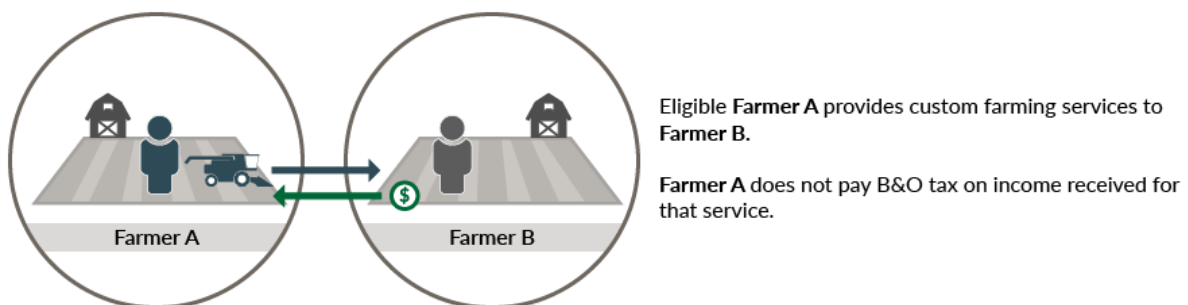 Farmer A
Farmer B
$
Eligible Farmer A provides custom farming services to
Farmer B.
Farmer A does not pay B&O tax on income received for
that service.